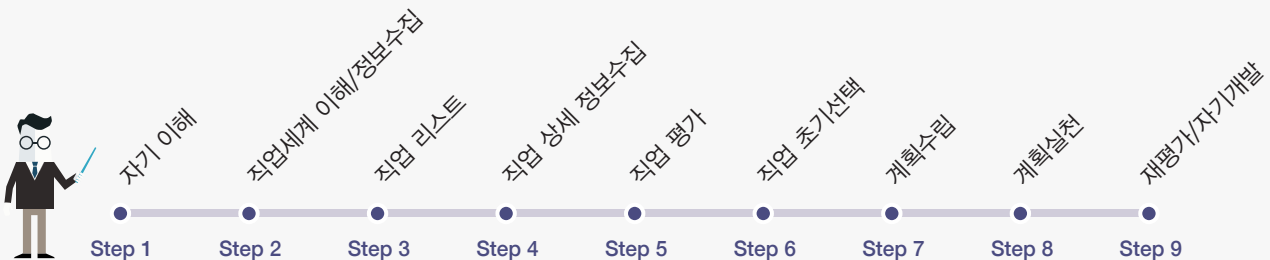 자기 이해
직업세계 이해/정보수집
직업 리스트
직업 상세 정보수집
직업 평가
직업 초기선택
계획수립
계획실천
재평가/자기개발
Step 1
Step 2
Step 3
Step 4
Step 5
Step 6
Step 7
Step 8
Step 9